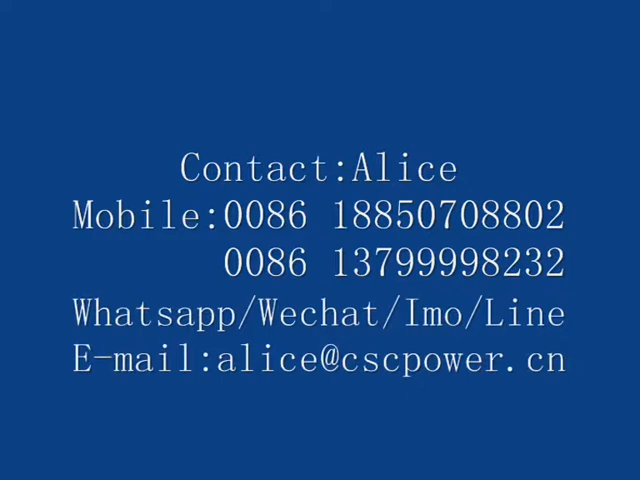 Contact:Alice
Mobile:0086 18850708802
0086 13799998232
Whatsapp/Wechat/Imo/Line
E-mail:alice@cscpower.cn